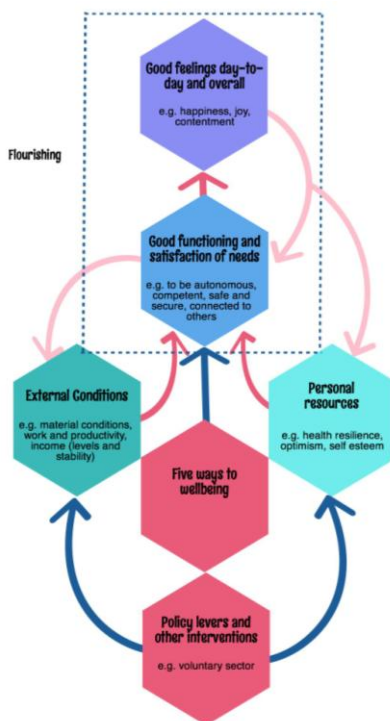 Good feelings day-to-
day and overall
e.g. happiness, joy,
contentment
Flourishing
Good functioning and
satisfaction of needs
e.g. to be autonomous,
competent, safe and
secure, connected to
others
External Conditions
e.g. material conditions,
work and productivity,
income (levels and
stability)
Personal
resources
e.g. health resilience,
optimism, self esteem
Five ways to
wellbeing
Policy levers and
other interventions
e.g. voluntary sector